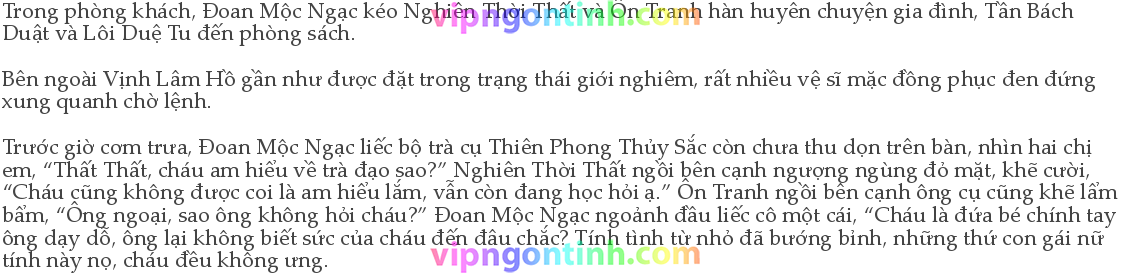 Trong phòng khách, Đoan Mộc Ngạc kéo Nghiên Thời Thất và Ôn Tranh hàn huyên chuyện gia đình, Tần Bách
Duật và Lôi Duệ Tu đến phòng sách.
Bên ngoài Vịnh Lâm Hồ gần như được đặt trong trạng thái giới nghiêm, rất nhiều vệ sĩ mặc đồng phục đen đứng
xung quanh chờ lệnh.
Trước giờ cơm trưa, Đoan Mộc Ngạc liếc bộ trà cụ Thiên Phong Thủy Sắc còn chưa thu dọn trên bàn, nhìn hai chị
em, “Thất Thất, cháu am hiểu về trà đạo sao?” Nghiên Thời Thất ngồi bên cạnh ngượng ngùng đỏ mặt, khẽ cười,
“Cháu cũng không được coi là am hiểu lắm, vẫn còn đang học hỏi ạ.” Ôn Tranh ngồi bên cạnh ông cụ cũng khẽ lẩm
bẩm, “Ông ngoại, sao ông không hỏi cháu?” Đoan Mộc Ngạc ngoảnh đầu liếc cô một cái, “Cháu là đứa bé chính tay
ông dạy dỗ, ông lại không biết sức của cháu đến đâu chắc? Tính tình từ nhỏ đã bướng bỉnh, những thứ con gái nữ
tính này nọ, cháu đều không ưng.
vipngontinh.com
vipngontinh.com